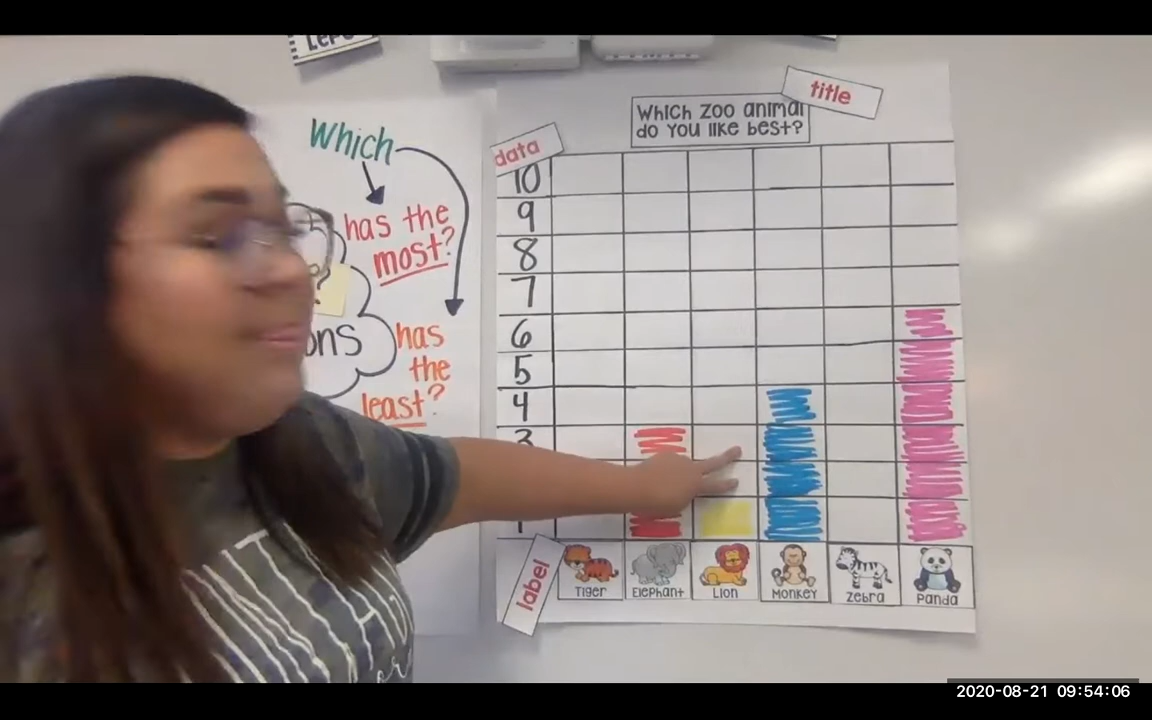 Which
has the
most?
ons
has
the
least?
title
Which zoo animal
do you like best?
data
10
9
8
7
6
5
4
3
1
label
Tiger
Elephant
Lion
Monkey
Zebra
Panda
2020-08-21 09:54:06